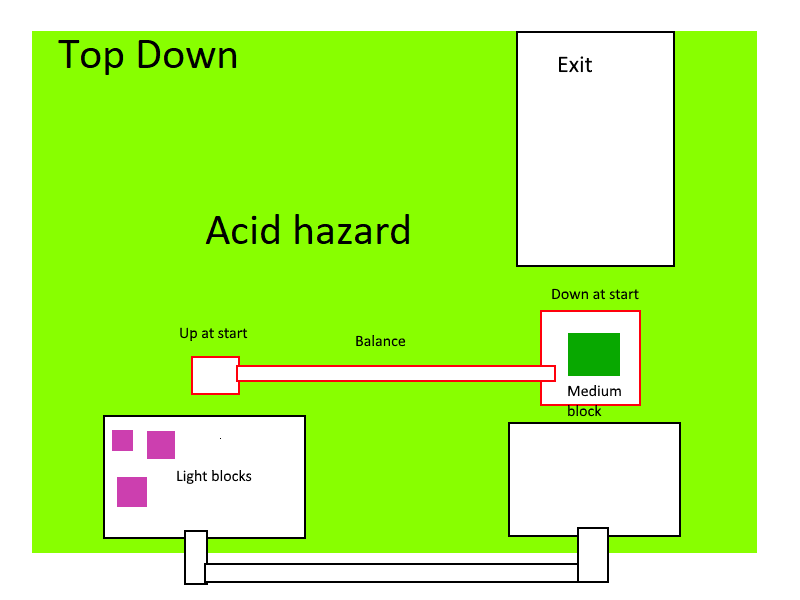 Top Down
Exit
Acid hazard
Down at start
Up at start
Balance
Medium
block
Light blocks